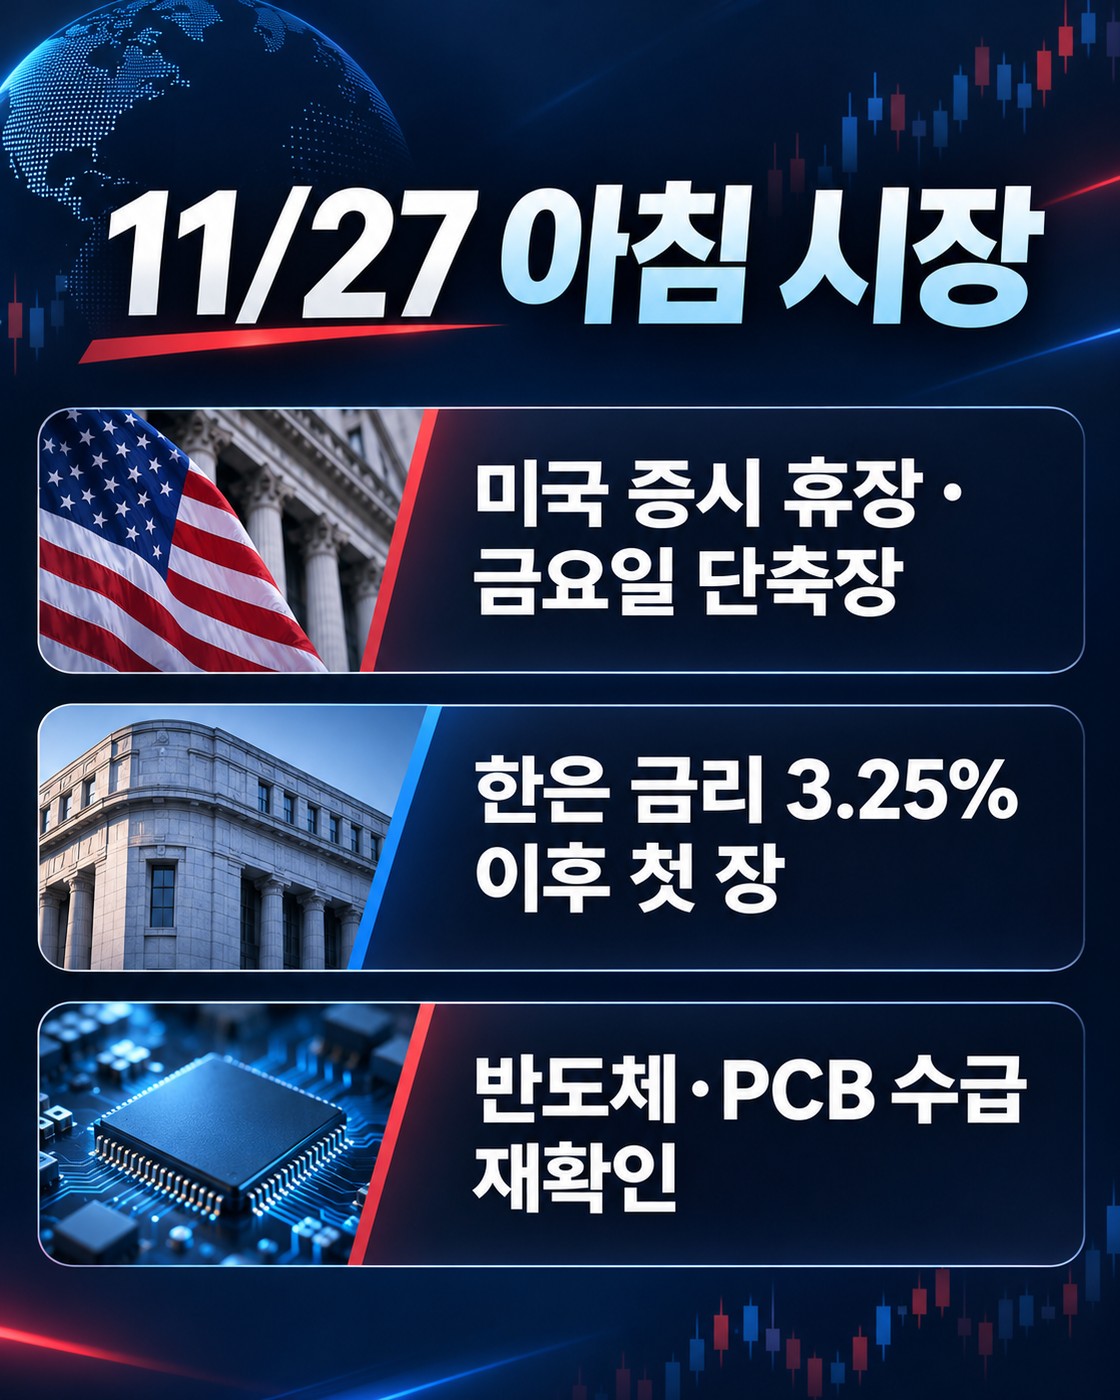 11/27 아침 시장
미국 증시 휴장·
금요일 단축장
한은 금리 3.25%
이후 첫 장
반도체·PCB 수급
재확인